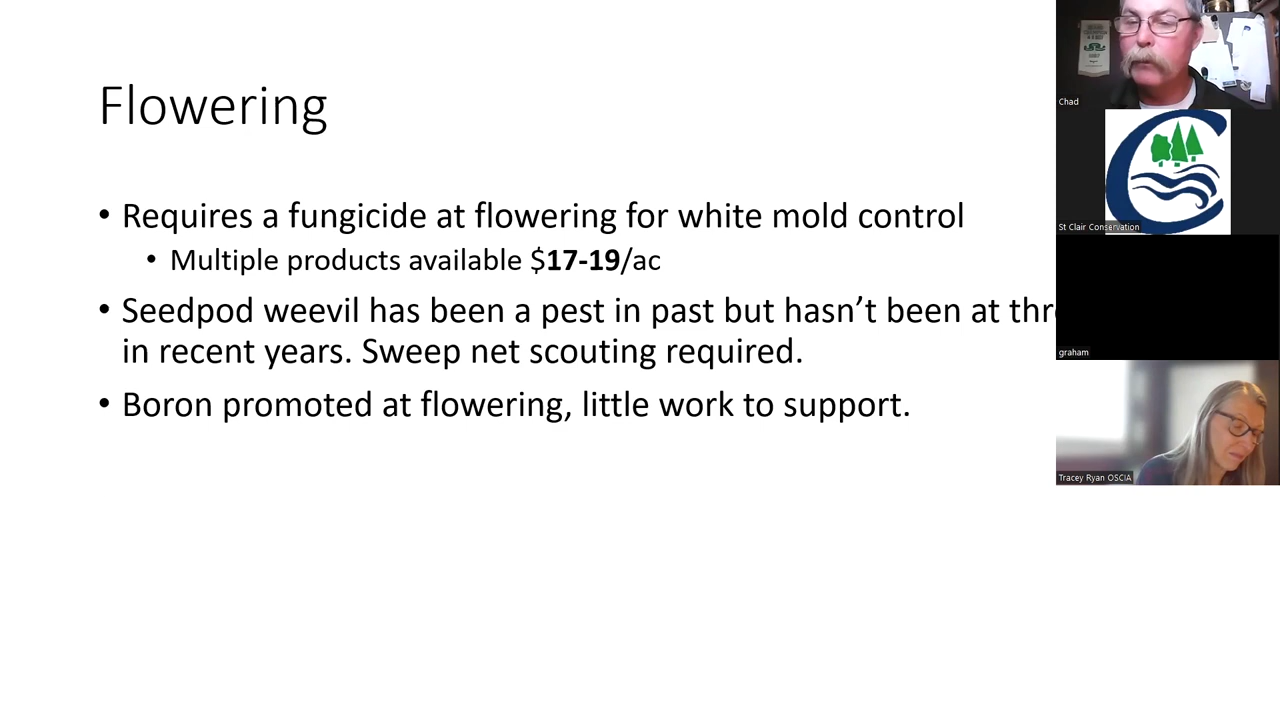 Flowering
• Requires a fungicide at flowering for white mold control
• Multiple products available $17-19/ac
• Seedpod weevil has been a pest in past but hasn’t been at
in recent years. Sweep net scouting required.
• Boron promoted at flowering, little work to support.
Chad
St Clair Conservation
graham
Tracey Ryan OSCIA